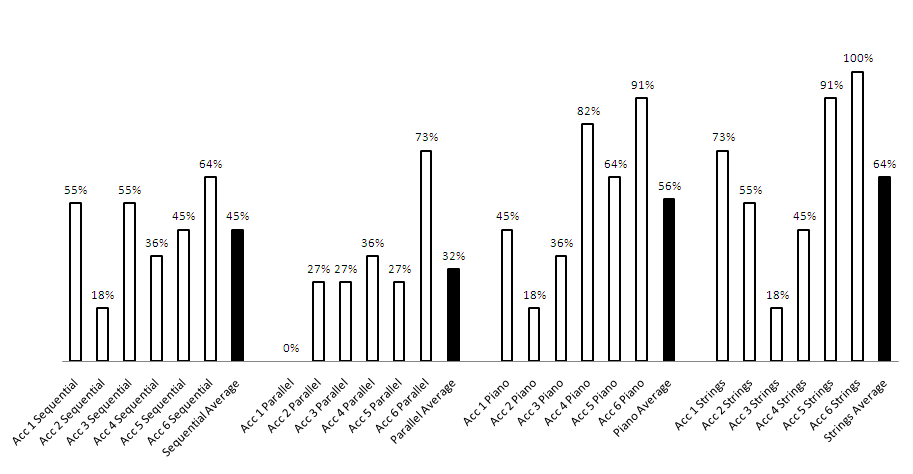 55%
18%
55%
36%
45%
64%
45%
0%
27%
27%
36%
27%
73%
32%
45%
18%
36%
82%
64%
91%
56%
73%
55%
18%
45%
91%
100%
64%
Acc 1 Sequential
Acc 2 Sequential
Acc 3 Sequential
Acc 4 Sequential
Acc 5 Sequential
Acc 6 Sequential
Sequential Average
Acc 1 Parallel
Acc 2 Parallel
Acc 3 Parallel
Acc 4 Parallel
Acc 5 Parallel
Acc 6 Parallel
Parallel Average
Acc 1 Piano
Acc 2 Piano
Acc 3 Piano
Acc 4 Piano
Acc 5 Piano
Acc 6 Piano
Piano Average
Acc 1 Strings
Acc 2 Strings
Acc 3 Strings
Acc 4 Strings
Acc 5 Strings
Acc 6 Strings
Strings Average